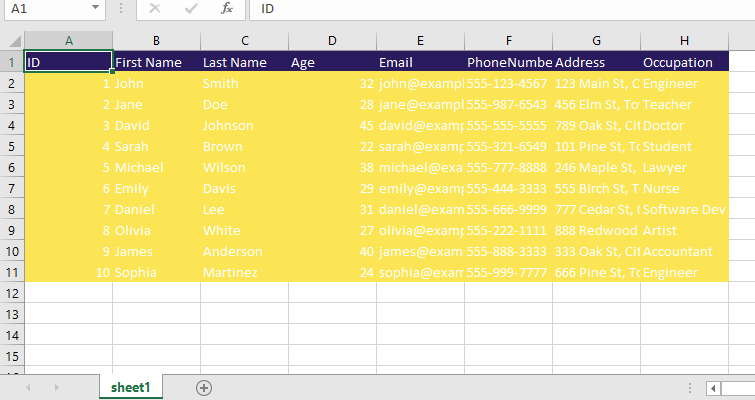 A1 fx ID
A B C D E F G H
1 ID First Name Last Name Age Email PhoneNumbe Address Occupation
2 1 John Smith 32 john@exampl 555-123-4567 123 Main St, C Engineer
3 2 Jane Doe 28 jane@exampl 555-987-6543 456 Elm St, To Teacher
4 3 David Johnson 45 david@examp 555-555-5555 789 Oak St, Cit Doctor
5 4 Sarah Brown 22 sarah@examp 555-321-6549 101 Pine St, To Student
6 5 Michael Wilson 38 michael@exa 555-777-8888 246 Maple St, Lawyer
7 6 Emily Davis 29 emily@examp 555-444-3333 555 Birch St, T Nurse
8 7 Daniel Lee 31 daniel@exam 555-666-9999 777 Cedar St, Software Dev
9 8 Olivia White 27 olivia@examp 555-222-1111 888 Redwood Artist
10 9 James Anderson 40 james@exam 555-888-3333 333 Oak St, Cit Accountant
11 10 Sophia Martinez 24 sophia@exam 555-999-7777 666 Pine St, To Engineer
12
13
14
15
sheet1